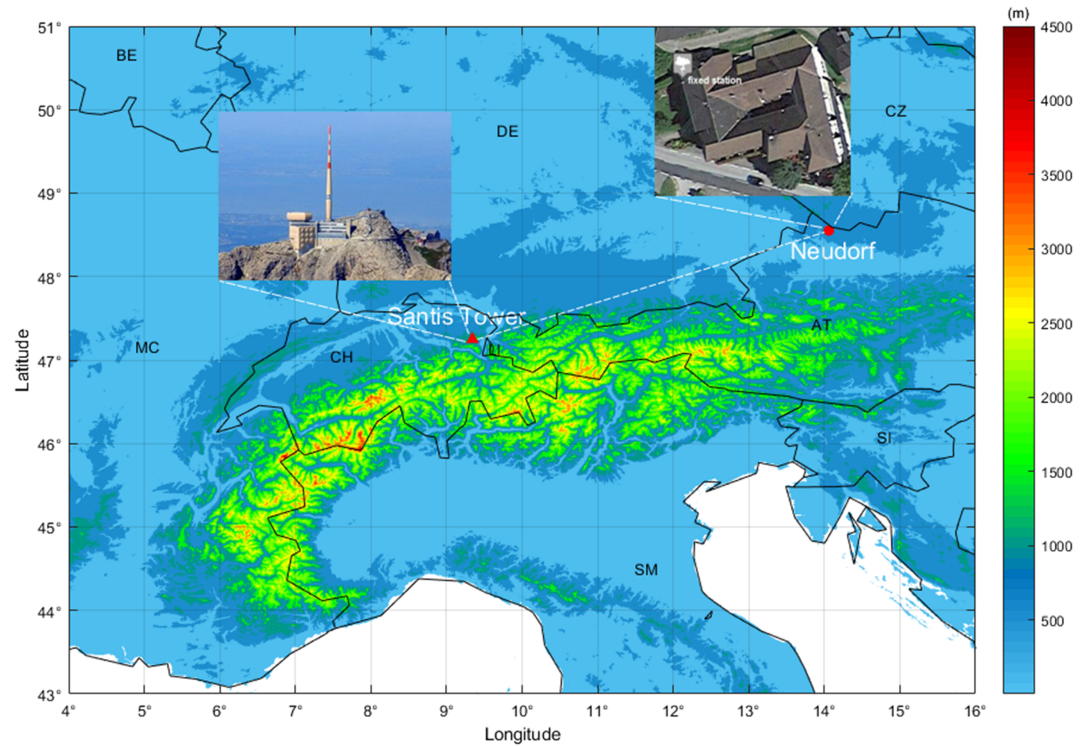 (m)
51°
50°
49°
48°
47°
46°
45°
44°
43°
Latitude
4°
5°
6°
7°
8°
9°
10°
11°
12°
13°
14°
15°
16°
Longitude
BE
DE
CZ
fixed station
Neudorf
Santis Tower
MC
CH
LI
AT
SI
SM
4500
4000
3500
3000
2500
2000
1500
1000
500